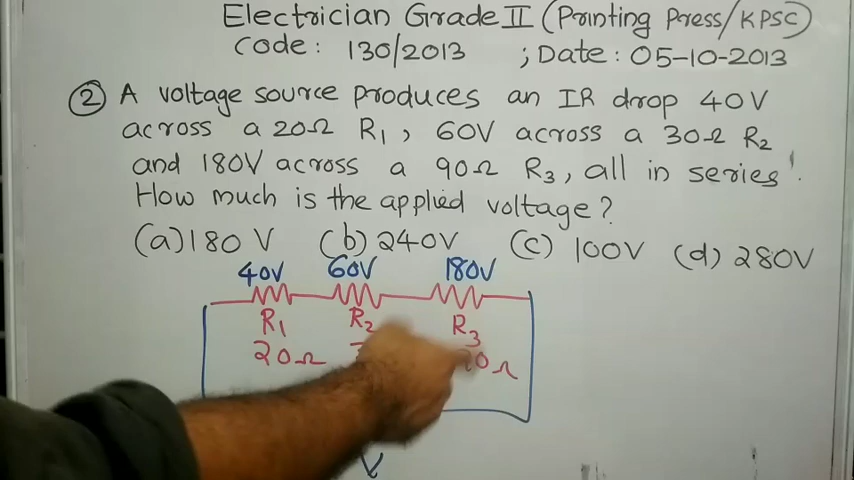 Electrician Grade II (Printing Press/KPSC)
Code: 130/2013 ; Date: 05-10-2013
② A voltage source produces an IR drop 40V
across a 20Ω R1, 60V across a 30Ω R2
and 180V across a 90Ω R3, all in series.
How much is the applied voltage?
(a) 180 V (b) 240V (c) 100V (d) 280V
40V 60V 180V
R1 R2 R3
20Ω
V